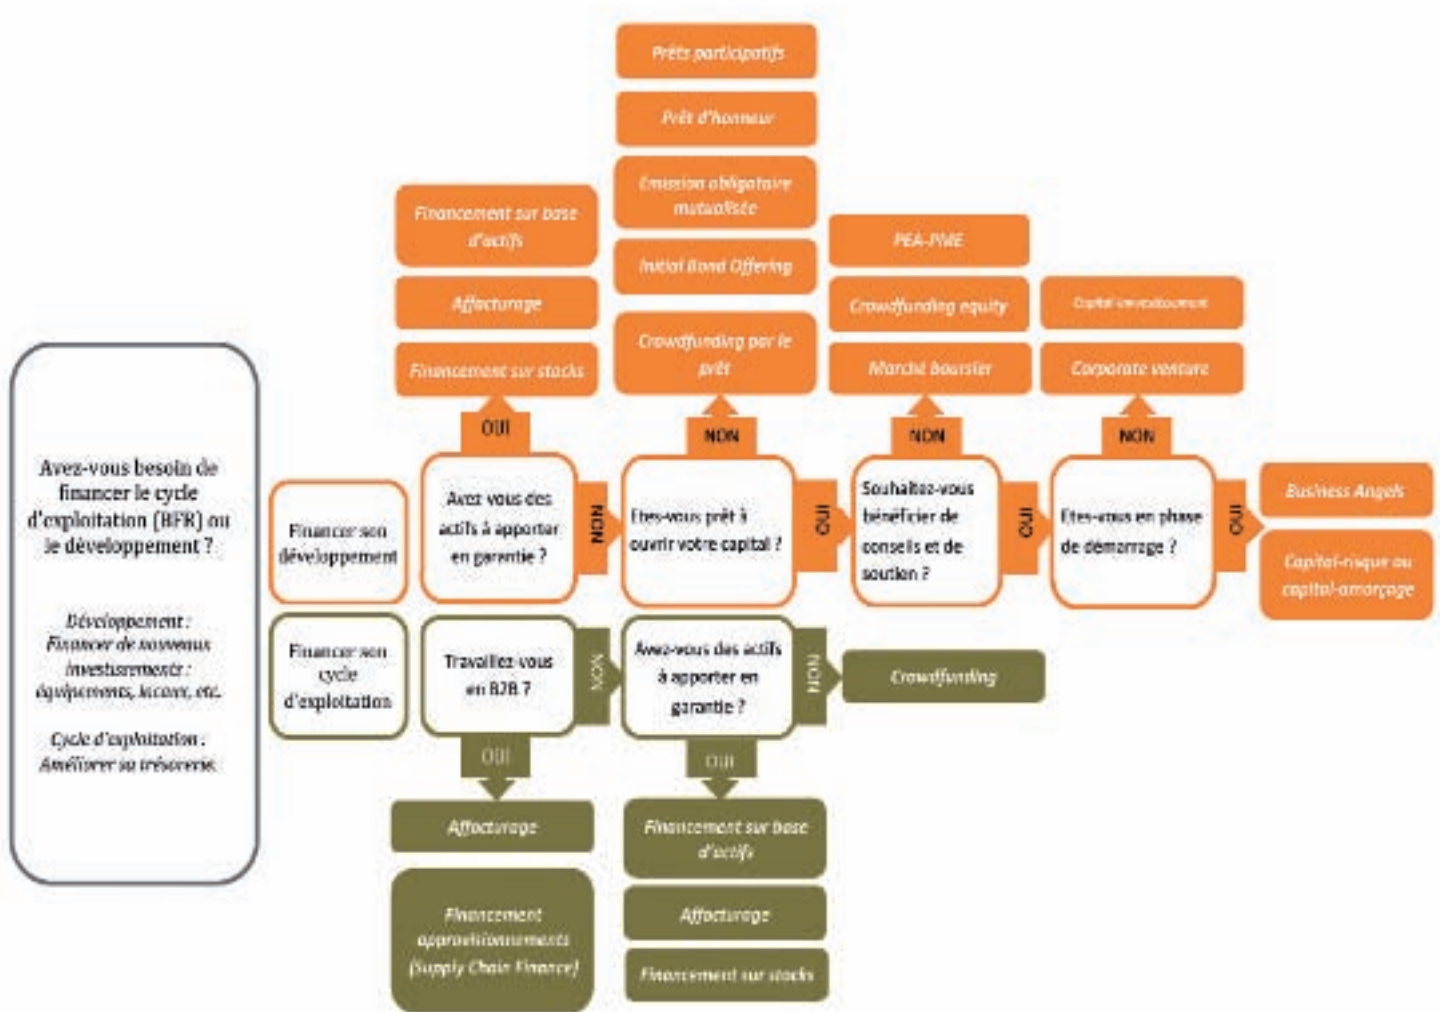 Prêts participatifs
Prêt d'honneur
Emission obligataire
mutualisée
Initial Bond Offering
Crowdfunding par le
prêt
Financement sur base
d'actifs
Affacturage
Financement sur stocks
PEA-PME
Crowdfunding equity
Marché boursier
Capital-investissement
Corporate venture
OUI
NON
NON
NON
Avez-vous besoin de
financer le cycle
d'exploitation (BFR) ou
le développement ?
Développement :
Financer de nouveaux
investissements :
équipements, locaux, etc.
Cycle d'exploitation :
Améliorer sa trésorerie.
Financer son
développement
Avez vous des
actifs à apporter
en garantie ?
NON
Etes-vous prêt à
ouvrir votre capital ?
OUI
Souhaitez-vous
bénéficier de
conseils et de
soutien ?
OUI
Etes-vous en phase
de démarrage ?
OUI
Business Angels
Capital-risque ou
capital-amorçage
Financer son
cycle
d'exploitation
Travaillez-vous
en B2B ?
NON
Avez-vous des actifs
à apporter en
garantie ?
NON
Crowdfunding
OUI
OUI
Affacturage
Financement
approvisionnements
(Supply Chain Finance)
Financement sur base
d'actifs
Affacturage
Financement sur stocks